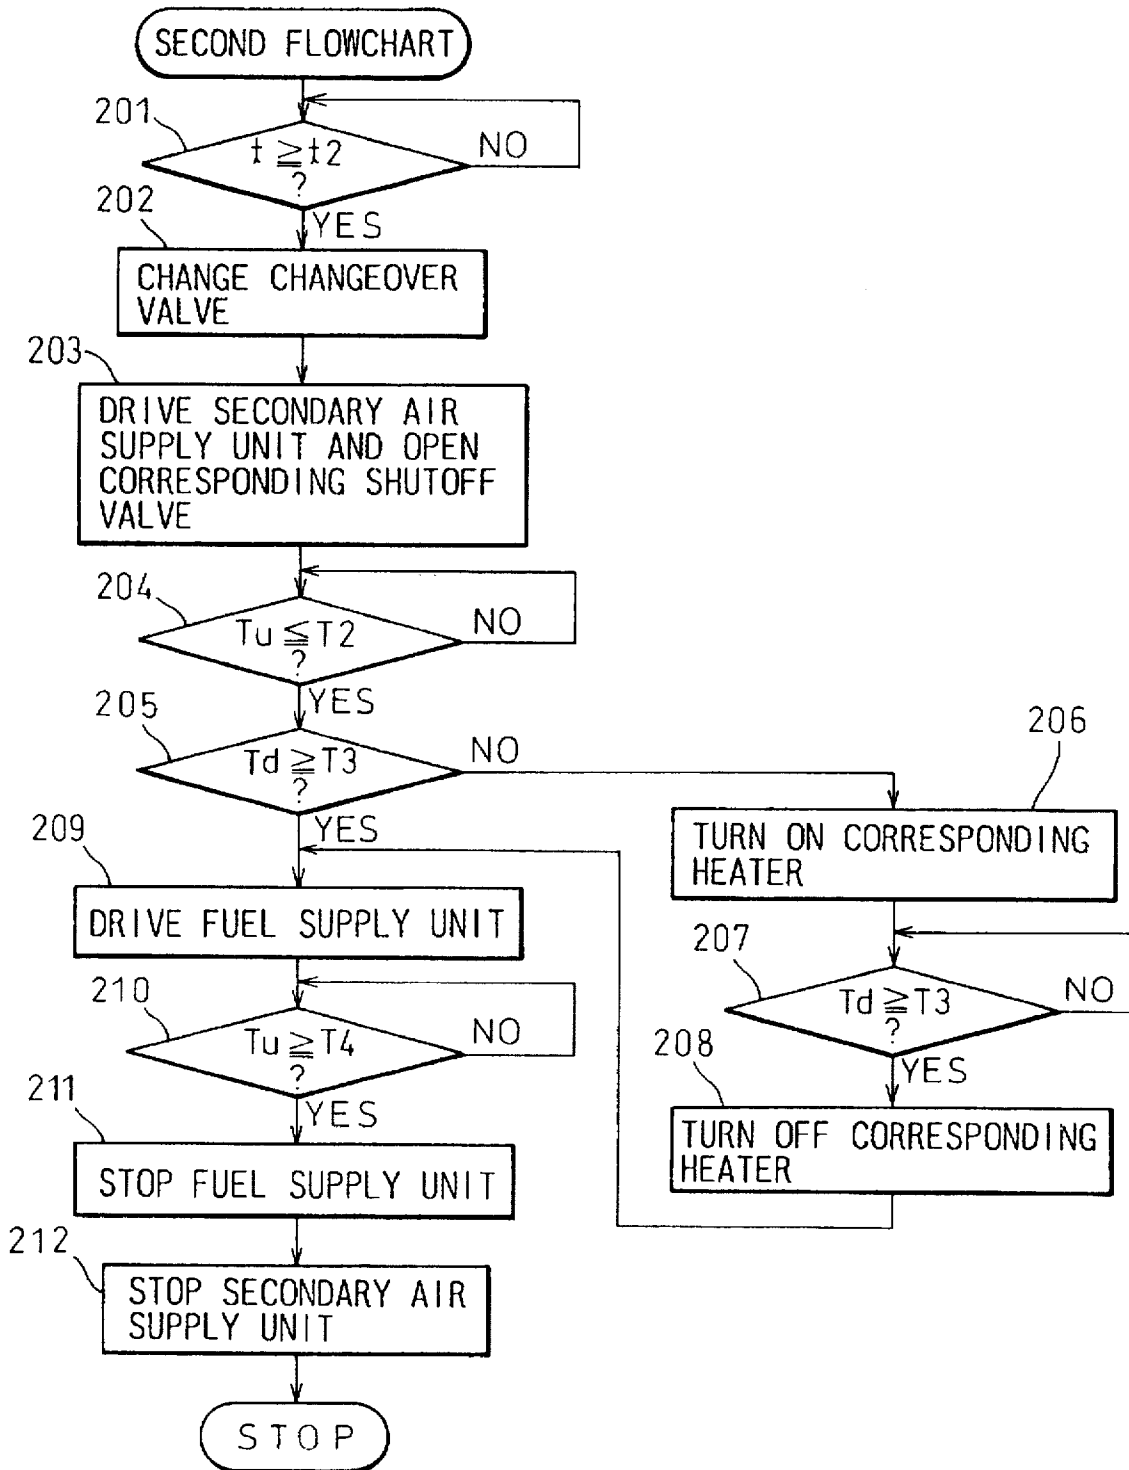 SECOND FLOWCHART
201
t ≧ t2
?
NO
YES
202
CHANGE CHANGEOVER
VALVE
203
DRIVE SECONDARY AIR
SUPPLY UNIT AND OPEN
CORRESPONDING SHUTOFF
VALVE
204
Tu ≦ T2
?
NO
YES
205
Td ≧ T3
?
NO
YES
206
TURN ON CORRESPONDING
HEATER
207
Td ≧ T3
?
NO
YES
208
TURN OFF CORRESPONDING
HEATER
209
DRIVE FUEL SUPPLY UNIT
210
Tu ≧ T4
?
NO
YES
211
STOP FUEL SUPPLY UNIT
212
STOP SECONDARY AIR
SUPPLY UNIT
STOP